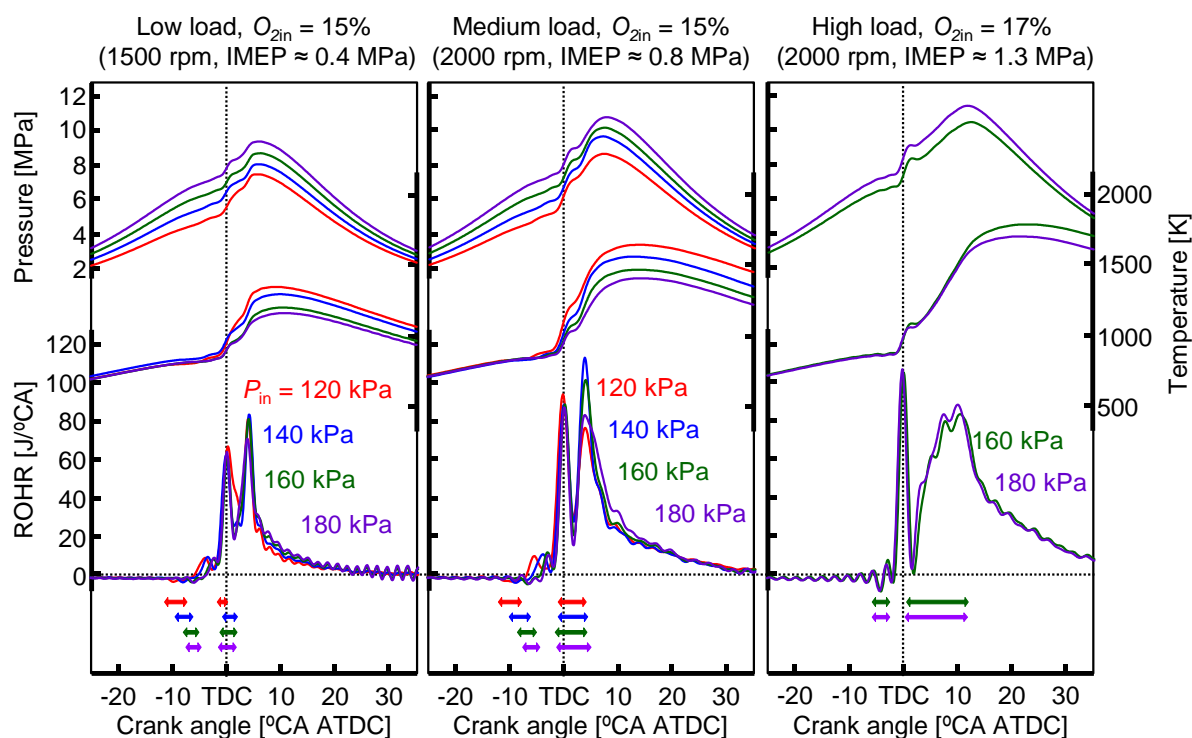 Low load, O2in = 15%
(1500 rpm, IMEP ≈ 0.4 MPa)
Medium load, O2in = 15%
(2000 rpm, IMEP ≈ 0.8 MPa)
High load, O2in = 17%
(2000 rpm, IMEP ≈ 1.3 MPa)
Pressure [MPa]
12
10
8
6
4
2
ROHR [J/ºCA]
120
100
80
60
40
20
0
Pin = 120 kPa
140 kPa
160 kPa
180 kPa
120 kPa
140 kPa
160 kPa
180 kPa
160 kPa
180 kPa
2000
1500
1000
500
Temperature [K]
-20 -10 TDC 10 20 30
-20 -10 TDC 10 20 30
-20 -10 TDC 10 20 30
Crank angle [ºCA ATDC]
Crank angle [ºCA ATDC]
Crank angle [ºCA ATDC]